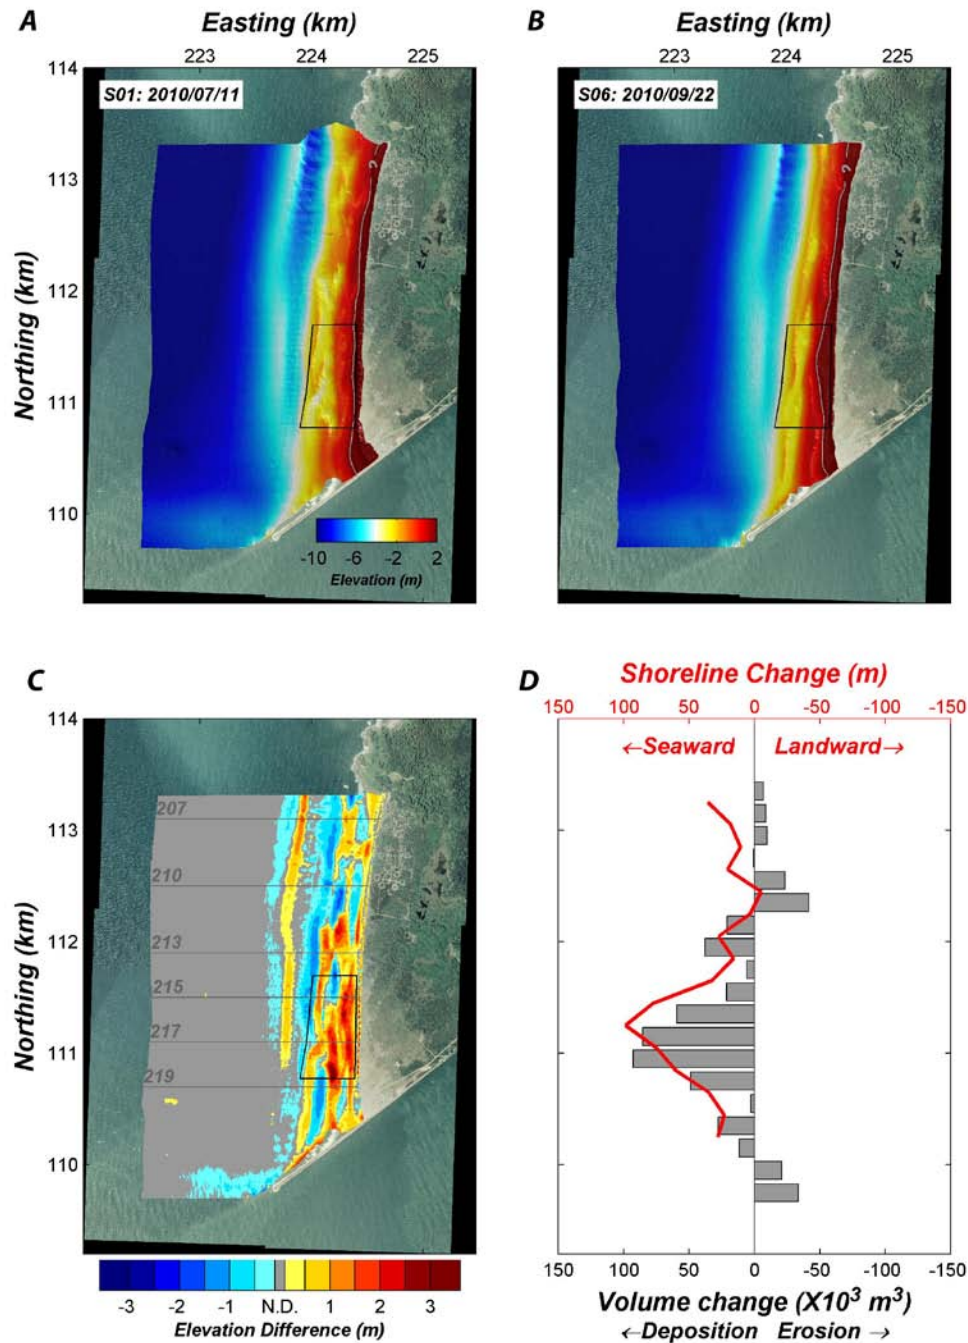 A
Easting (km)
223 224 225
114
113
112
111
110
Northing (km)
S01: 2010/07/11
-10 -6 -2 2
Elevation (m)
B
Easting (km)
223 224 225
S06: 2010/09/22
C
114
113
112
111
110
Northing (km)
207
210
213
215
217
219
-3 -2 -1 N.D. 1 2 3
Elevation Difference (m)
D
Shoreline Change (m)
150 100 50 0 -50 -100 -150
←Seaward Landward→
100 50 0 -50 -100 -150
Volume change (X10³ m³)
←Deposition Erosion →